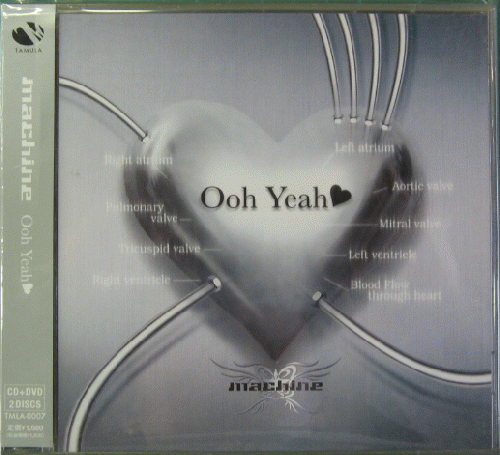 TAMULA
machine
Ooh Yeah♥
CD+DVD
2 DISCS
TMLA-0007
Right atrium
Left atrium
Ooh Yeah♥
Aortic valve
Pulmonary
valve
Mitral valve
Tricuspid valve
Left ventricle
Right ventricle
Blood Flow
through heart
machine